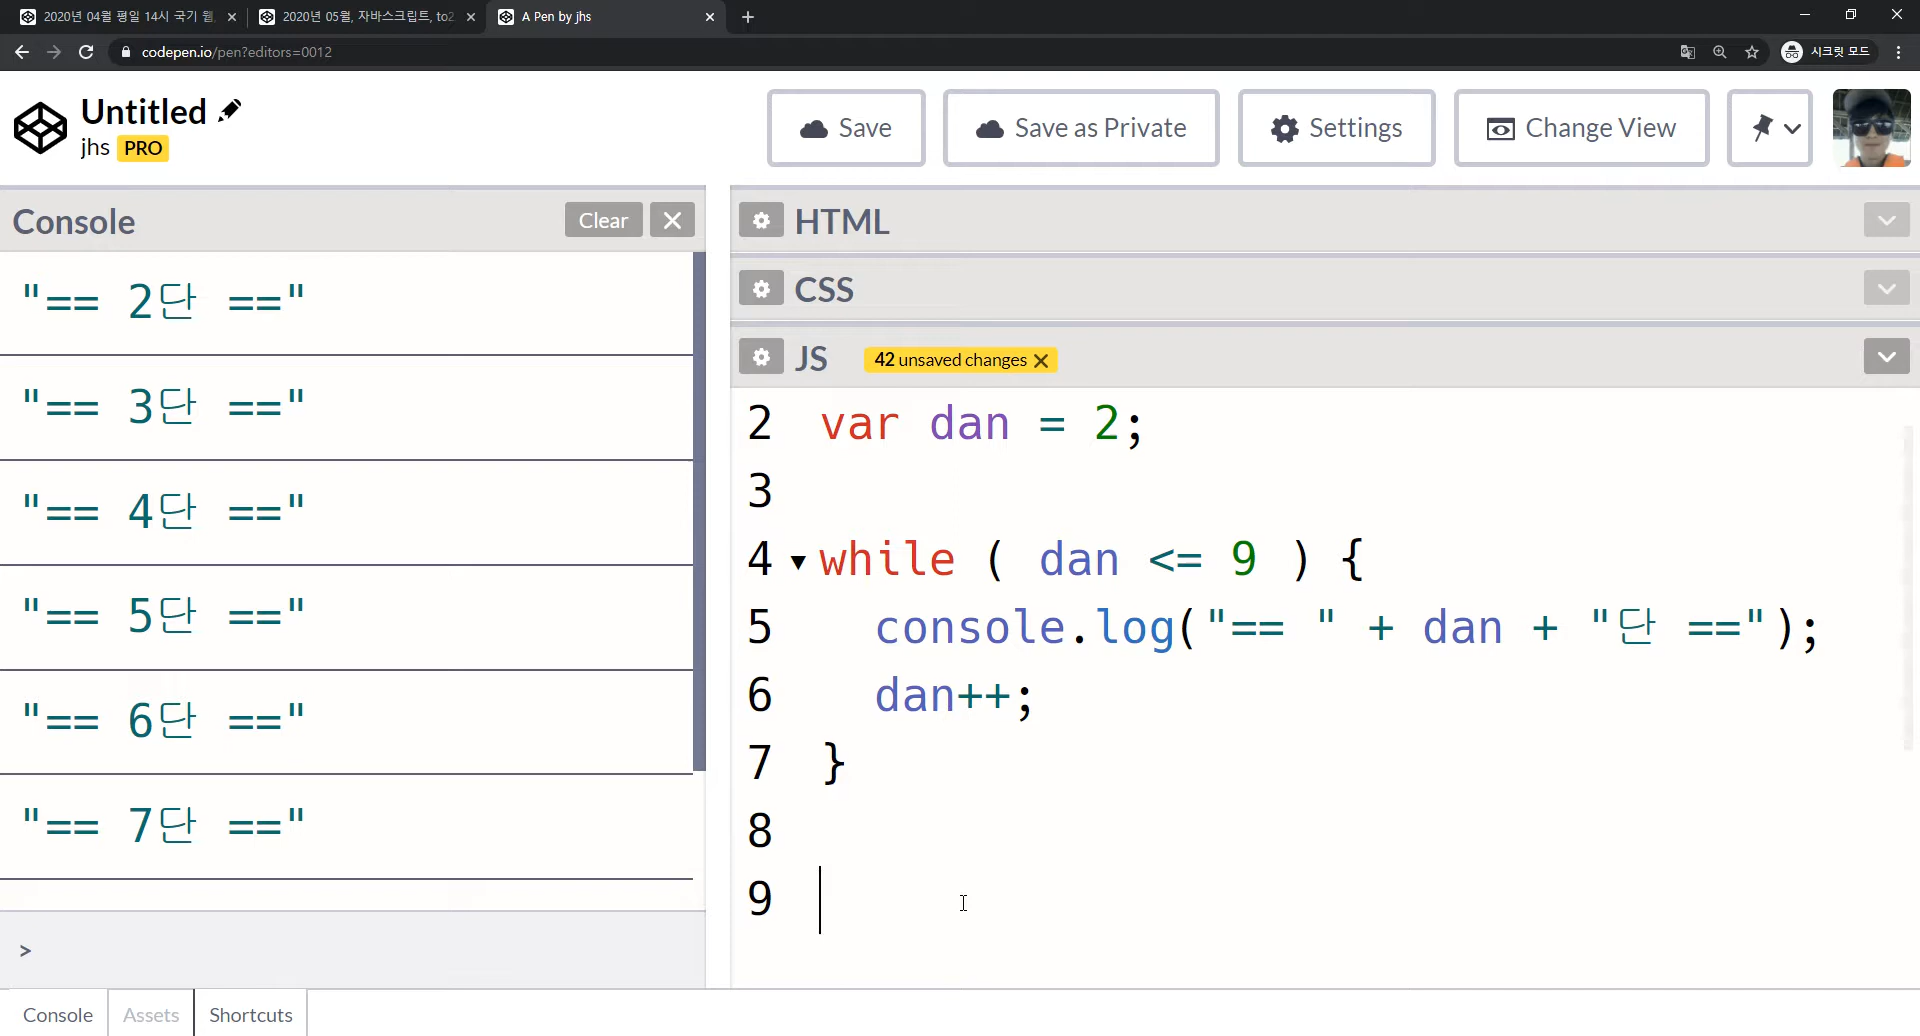 2020년 04월 평일 14시 국기 웹
2020년 05월, 자바스크립트, to2
A Pen by jhs
codepen.io/pen?editors=0012
시크릿 모드
Untitled
jhs PRO
Save
Save as Private
Settings
Change View
Console
Clear
"== 2단 =="
"== 3단 =="
"== 4단 =="
"== 5단 =="
"== 6단 =="
"== 7단 =="
>
HTML
CSS
JS
42 unsaved changes
2 var dan = 2;
3
4 while ( dan <= 9 ) {
5 console.log("== " + dan + "단 ==");
6 dan++;
7 }
8
9
Console
Assets
Shortcuts